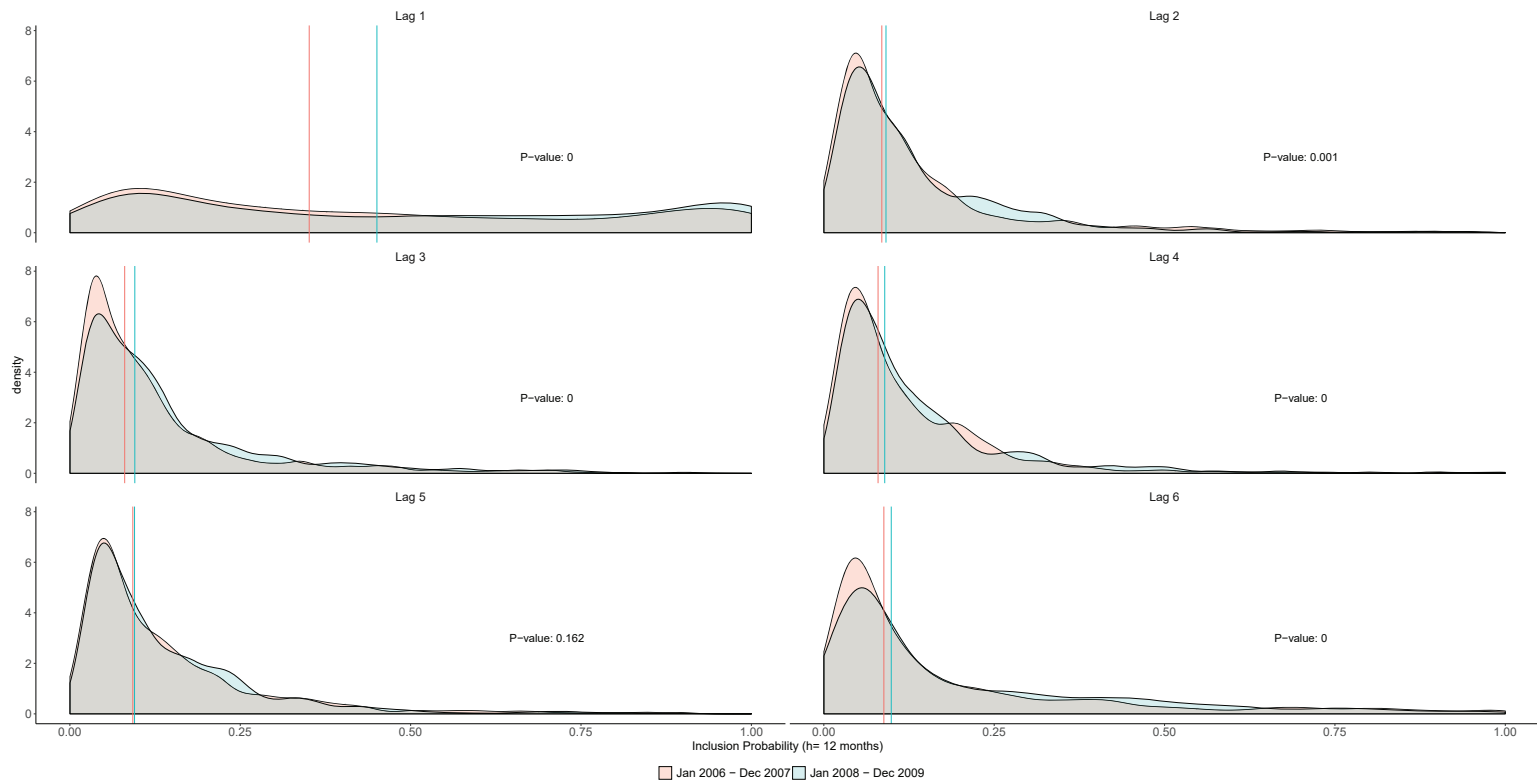 Lag 1
Lag 2
8
6
4
2
0
P−value: 0
P−value: 0.001
Lag 3
Lag 4
8
6
4
2
0
P−value: 0
P−value: 0
density
Lag 5
Lag 6
8
6
4
2
0
P−value: 0.162
P−value: 0
0.00 0.25 0.50 0.75 1.00 0.00 0.25 0.50 0.75 1.00
Inclusion Probability (h= 12 months)
Jan 2006 − Dec 2007 Jan 2008 − Dec 2009